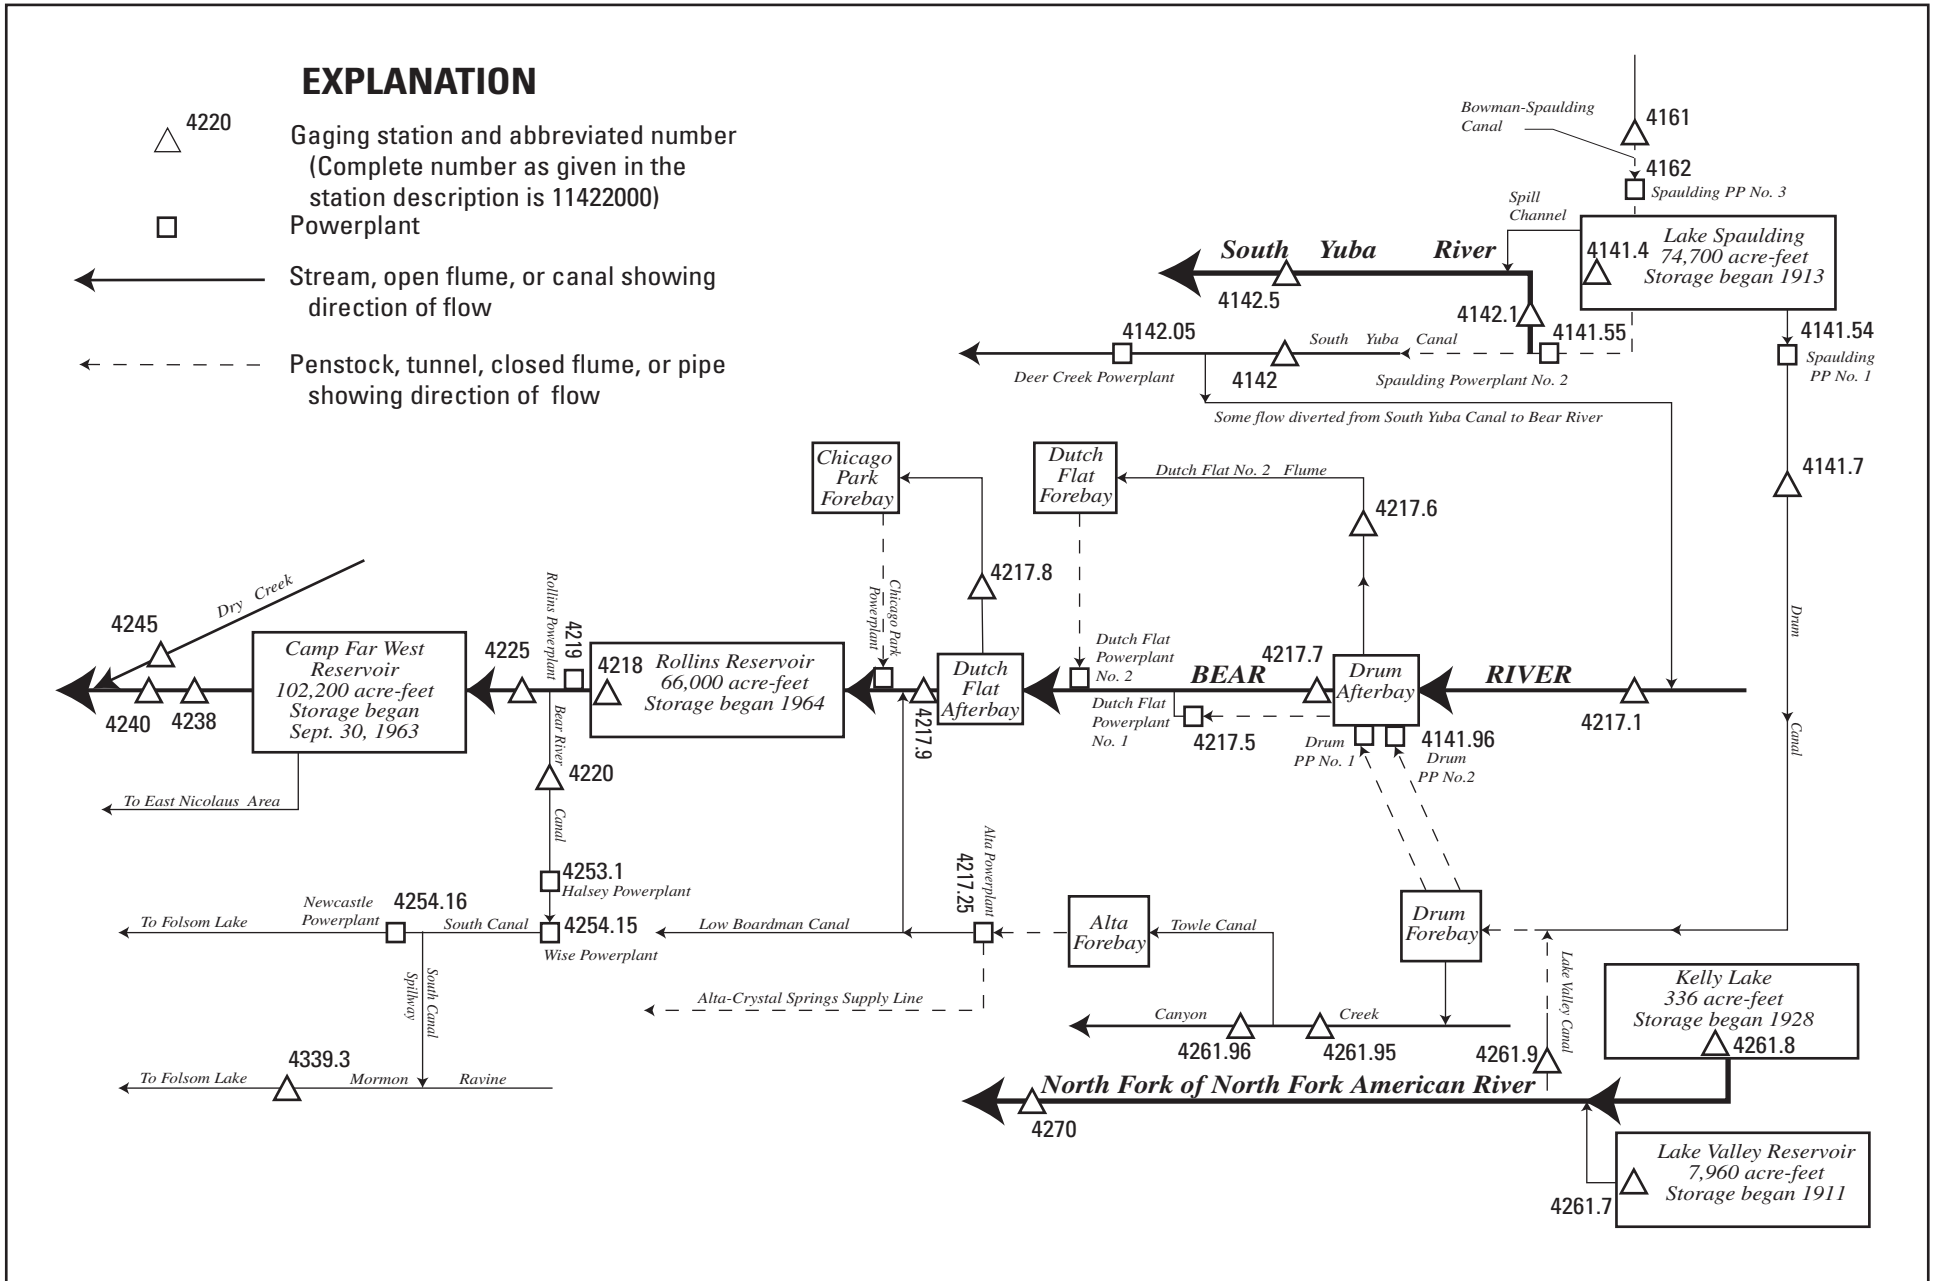 EXPLANATION
4220
Gaging station and abbreviated number
(Complete number as given in the
station description is 11422000)
Powerplant
Stream, open flume, or canal showing
direction of flow
Penstock, tunnel, closed flume, or pipe
showing direction of flow
Bowman-Spaulding
Canal
4161
4162
Spaulding PP No. 3
Spill
Channel
South Yuba River
4141.4
Lake Spaulding
74,700 acre-feet
Storage began 1913
4142.5
4142.1
4141.55
4141.54
Spaulding
PP No. 1
4142.05
South Yuba Canal
Deer Creek Powerplant
4142
Spaulding Powerplant No. 2
Some flow diverted from South Yuba Canal to Bear River
Chicago
Park
Forebay
Dutch
Flat
Forebay
Dutch Flat No. 2 Flume
4141.7
4217.6
4217.8
Dry Creek
Rollins Powerplant
Chicago Park
Powerplant
Drum
Canal
4245
4225
4219
4218
Camp Far West
Reservoir
102,200 acre-feet
Storage began
Sept. 30, 1963
Rollins Reservoir
66,000 acre-feet
Storage began 1964
Dutch
Flat
Afterbay
Dutch Flat
Powerplant
No. 2
BEAR RIVER
4217.7
Drum
Afterbay
4240
4238
4217.9
Dutch Flat
Powerplant
No. 1
4217.5
4217.1
Drum
PP No. 1
4141.96
Drum
PP No.2
Bear River
Canal
4220
To East Nicolaus Area
4253.1
Halsey Powerplant
Alta Powerplant
4217.25
Newcastle
Powerplant
4254.16
To Folsom Lake
South Canal
4254.15
Wise Powerplant
Low Boardman Canal
Alta
Forebay
Towle Canal
Drum
Forebay
South Canal
Spillway
Alta-Crystal Springs Supply Line
Lake Valley Canal
Kelly Lake
336 acre-feet
Storage began 1928
4261.8
Canyon Creek
4261.96
4261.95
4261.9
4339.3
To Folsom Lake
Mormon Ravine
North Fork of North Fork American River
4270
Lake Valley Reservoir
7,960 acre-feet
Storage began 1911
4261.7